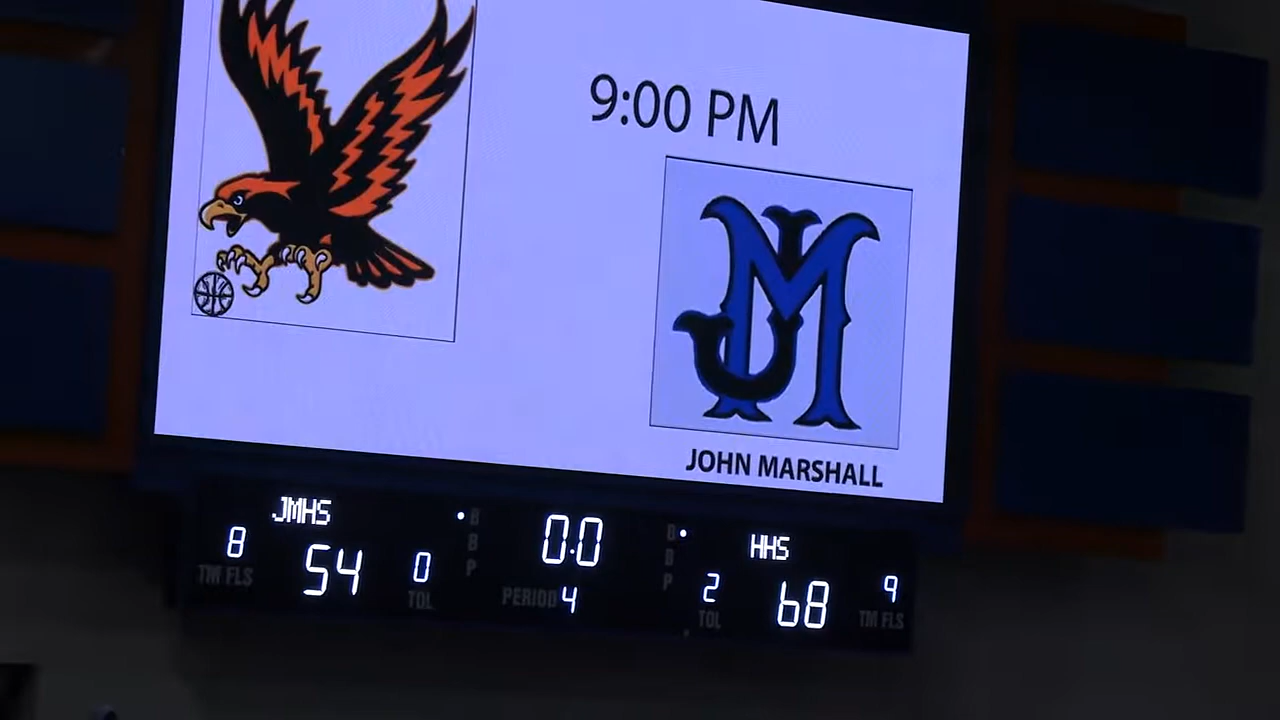 9:00 PM
JM
JOHN MARSHALL
JMHS
8
TM FLS
54
0
TOL
B
B
P
0.0
PERIOD 4
B
B
P
HHS
2
TOL
68
9
TM FLS